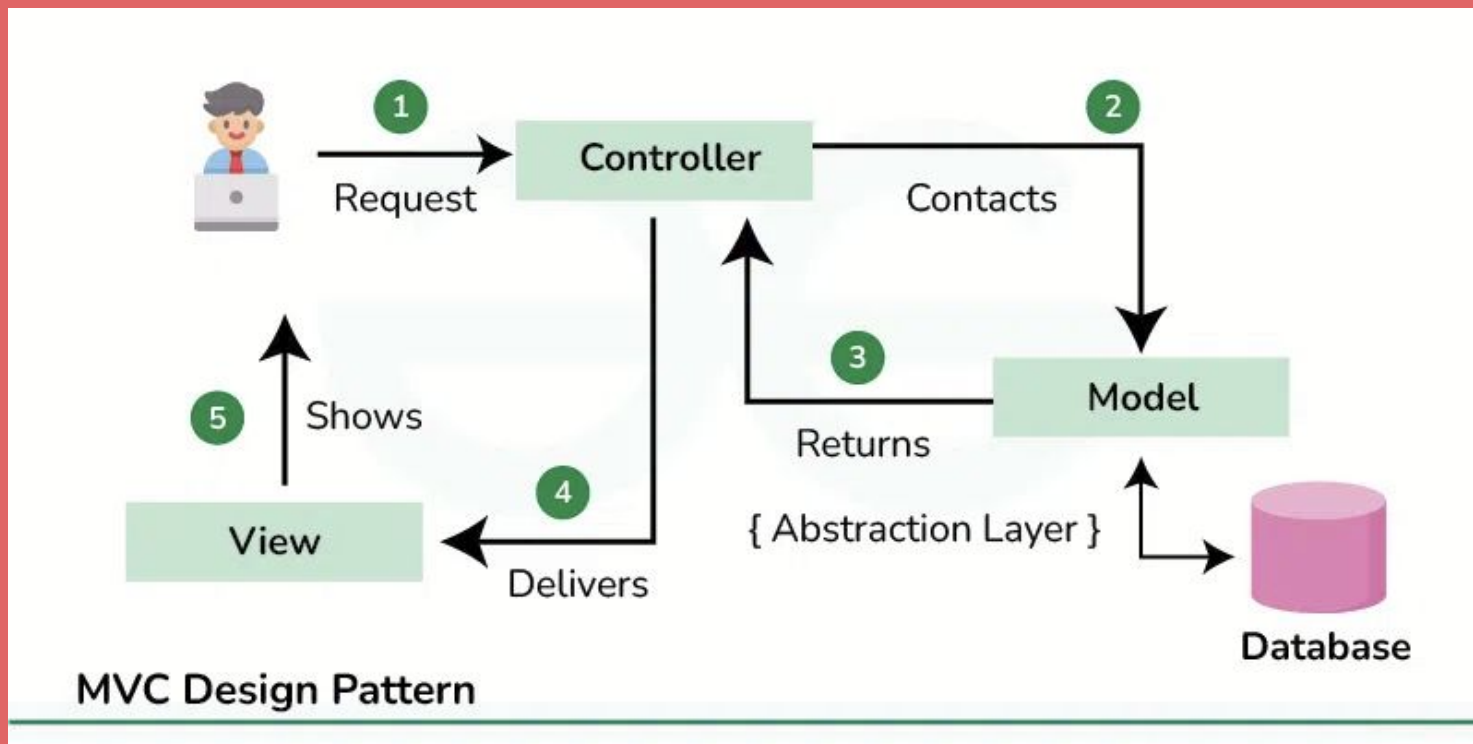 1
2
Controller
Request
Contacts
3
Model
5
Shows
Returns
4
{ Abstraction Layer }
View
Delivers
Database
MVC Design Pattern